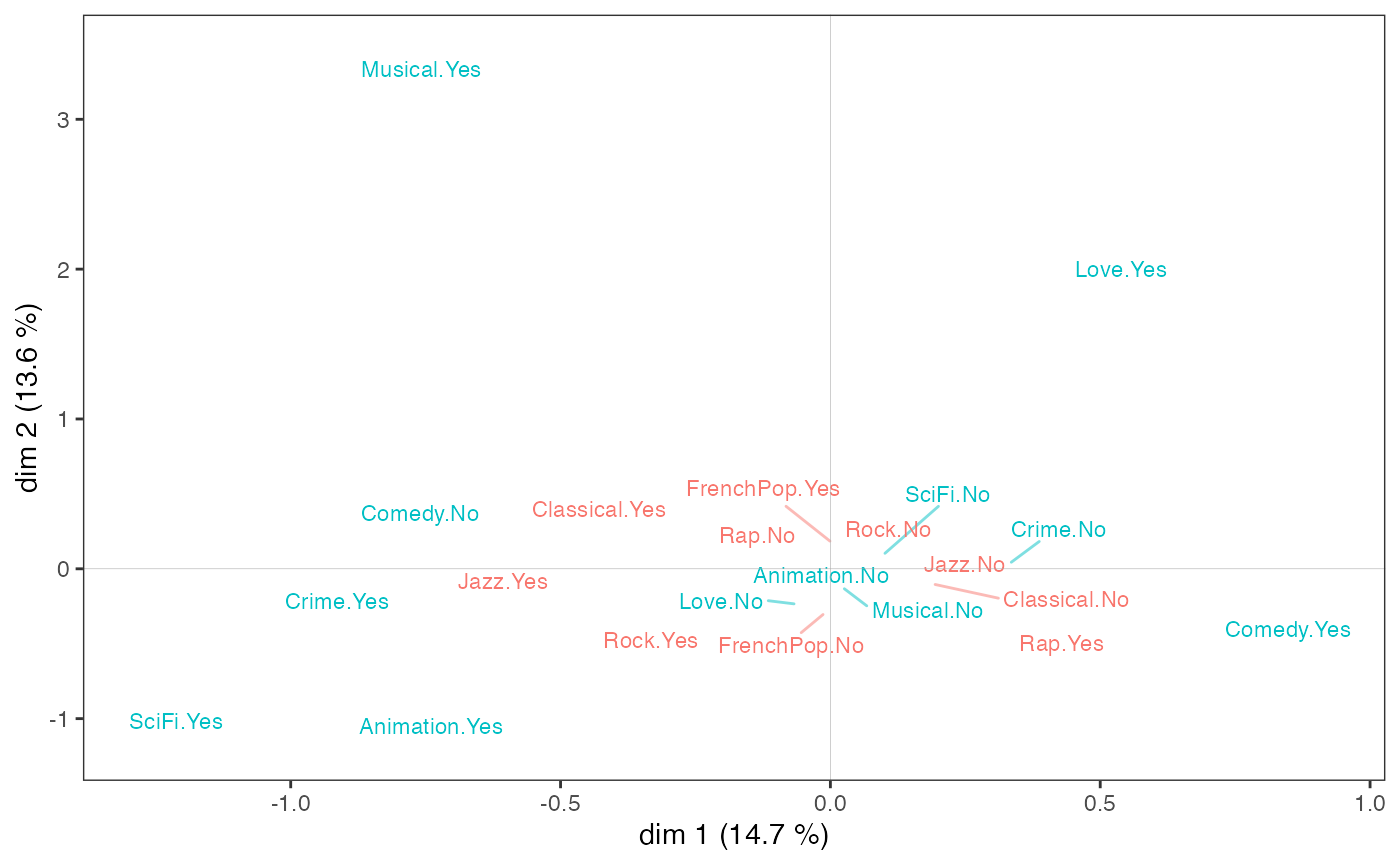 Musical.Yes
3
Love.Yes
2
dim 2 (13.6 %)
1
FrenchPop.Yes
SciFi.No
Comedy.No
Classical.Yes
Rap.No
Rock.No
Crime.No
0
Jazz.No
Animation.No
Jazz.Yes
Crime.Yes
Love.No
Classical.No
Musical.No
Comedy.Yes
Rock.Yes
FrenchPop.No
Rap.Yes
-1
SciFi.Yes
Animation.Yes
-1.0
-0.5
0.0
0.5
1.0
dim 1 (14.7 %)